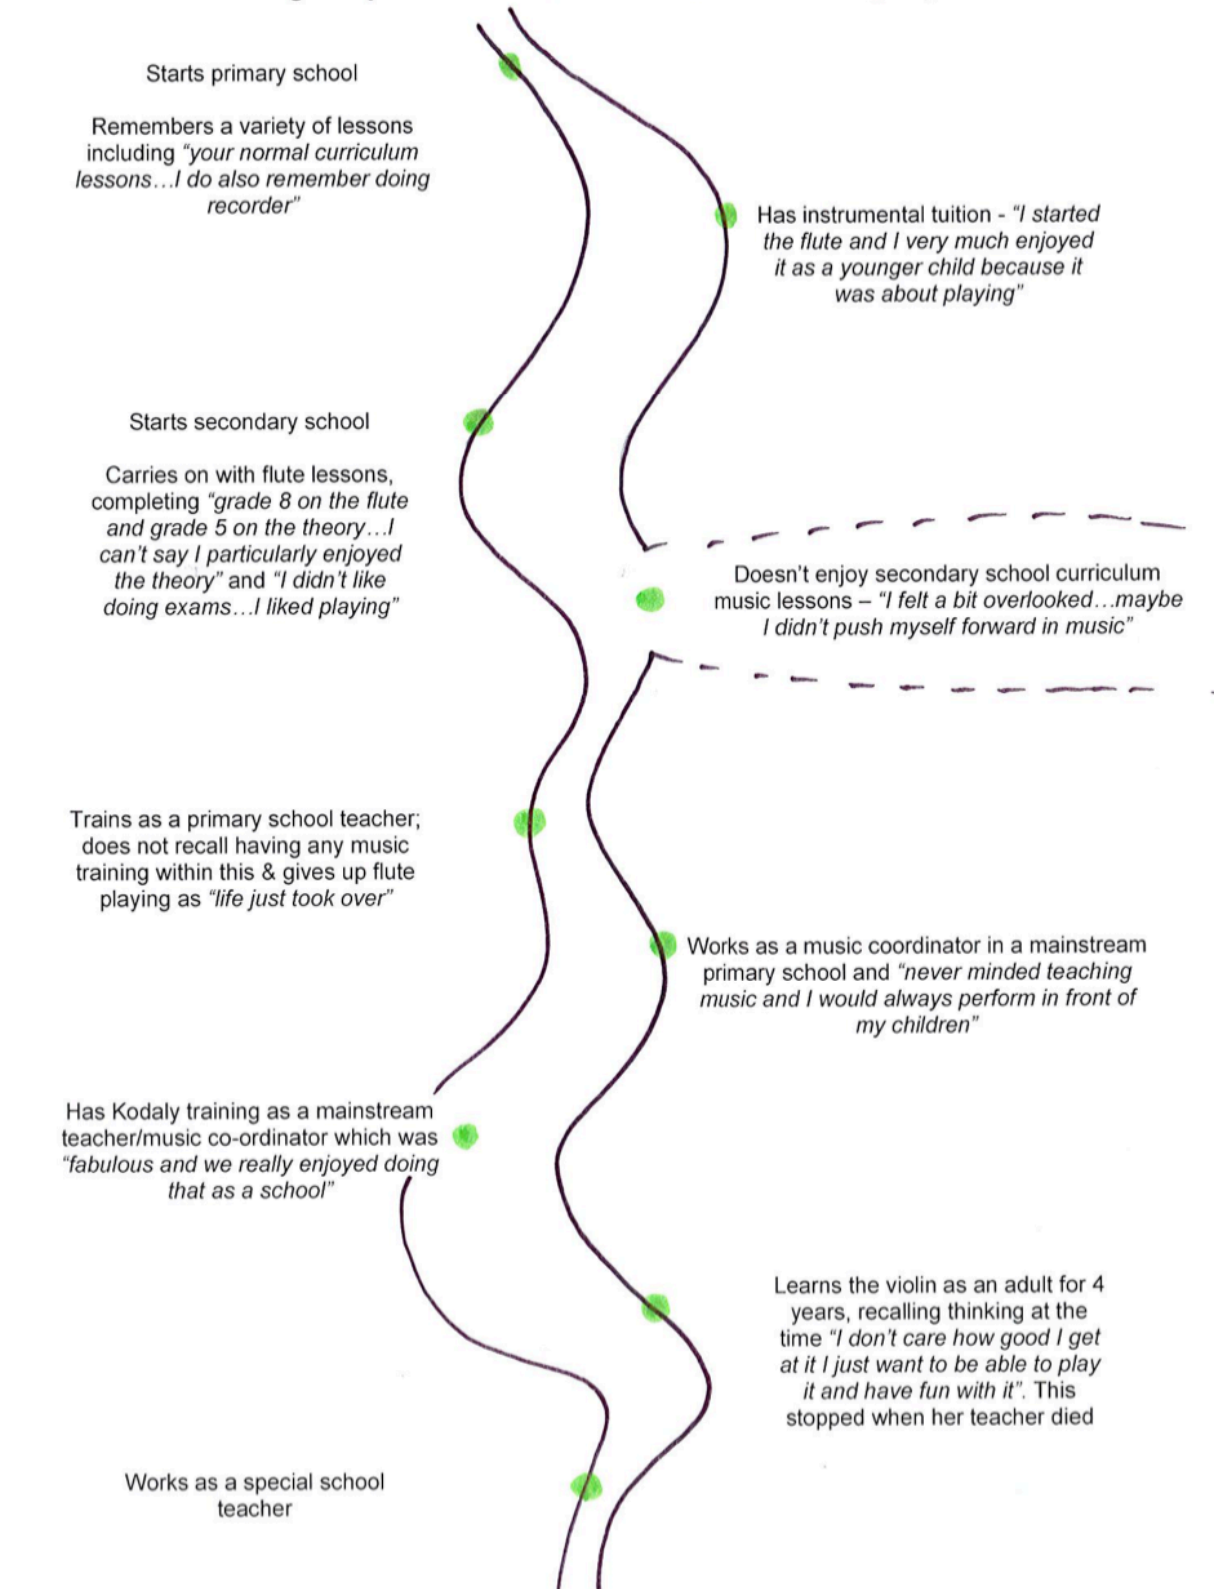 Starts primary school
Remembers a variety of lessons
including “your normal curriculum
lessons…I do also remember doing
recorder”
Has instrumental tuition - “I started
the flute and I very much enjoyed
it as a younger child because it
was about playing”
Starts secondary school
Carries on with flute lessons,
completing “grade 8 on the flute
and grade 5 on the theory…I
can’t say I particularly enjoyed
the theory” and “I didn’t like
doing exams…I liked playing”
Doesn’t enjoy secondary school curriculum
music lessons – “I felt a bit overlooked…maybe
I didn’t push myself forward in music”
Trains as a primary school teacher;
does not recall having any music
training within this & gives up flute
playing as “life just took over”
Works as a music coordinator in a mainstream
primary school and “never minded teaching
music and I would always perform in front of
my children”
Has Kodaly training as a mainstream
teacher/music co-ordinator which was
“fabulous and we really enjoyed doing
that as a school”
Learns the violin as an adult for 4
years, recalling thinking at the
time “I don’t care how good I get
at it I just want to be able to play
it and have fun with it”. This
stopped when her teacher died
Works as a special school
teacher